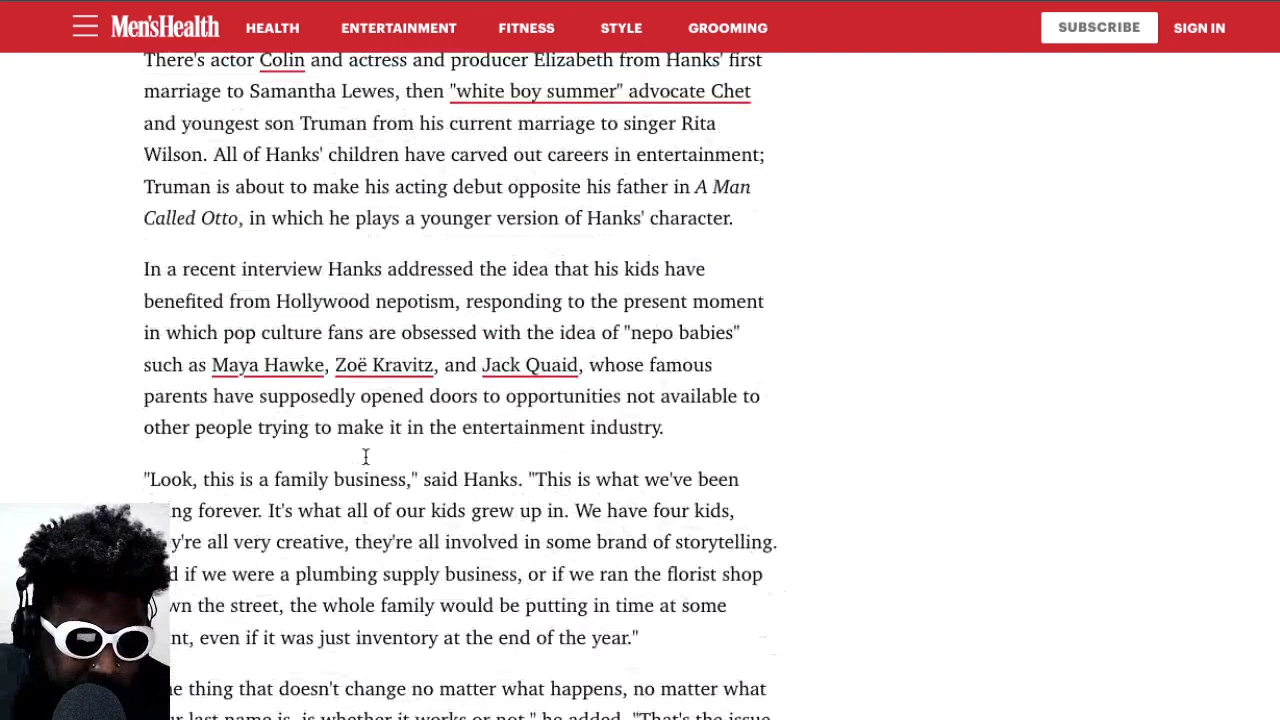 Men'sHealth HEALTH ENTERTAINMENT FITNESS STYLE GROOMING SUBSCRIBE SIGN IN
There's actor Colin and actress and producer Elizabeth from Hanks' first
marriage to Samantha Lewes, then "white boy summer" advocate Chet
and youngest son Truman from his current marriage to singer Rita
Wilson. All of Hanks' children have carved out careers in entertainment;
Truman is about to make his acting debut opposite his father in A Man
Called Otto, in which he plays a younger version of Hanks' character.
In a recent interview Hanks addressed the idea that his kids have
benefited from Hollywood nepotism, responding to the present moment
in which pop culture fans are obsessed with the idea of "nepo babies"
such as Maya Hawke, Zoë Kravitz, and Jack Quaid, whose famous
parents have supposedly opened doors to opportunities not available to
other people trying to make it in the entertainment industry.
"Look, this is a family business," said Hanks. "This is what we've been
ng forever. It's what all of our kids grew up in. We have four kids,
y're all very creative, they're all involved in some brand of storytelling.
d if we were a plumbing supply business, or if we ran the florist shop
wn the street, the whole family would be putting in time at some
nt, even if it was just inventory at the end of the year."
e thing that doesn't change no matter what happens, no matter what
r last name is, is whether it works or not," he added. "That's the issue